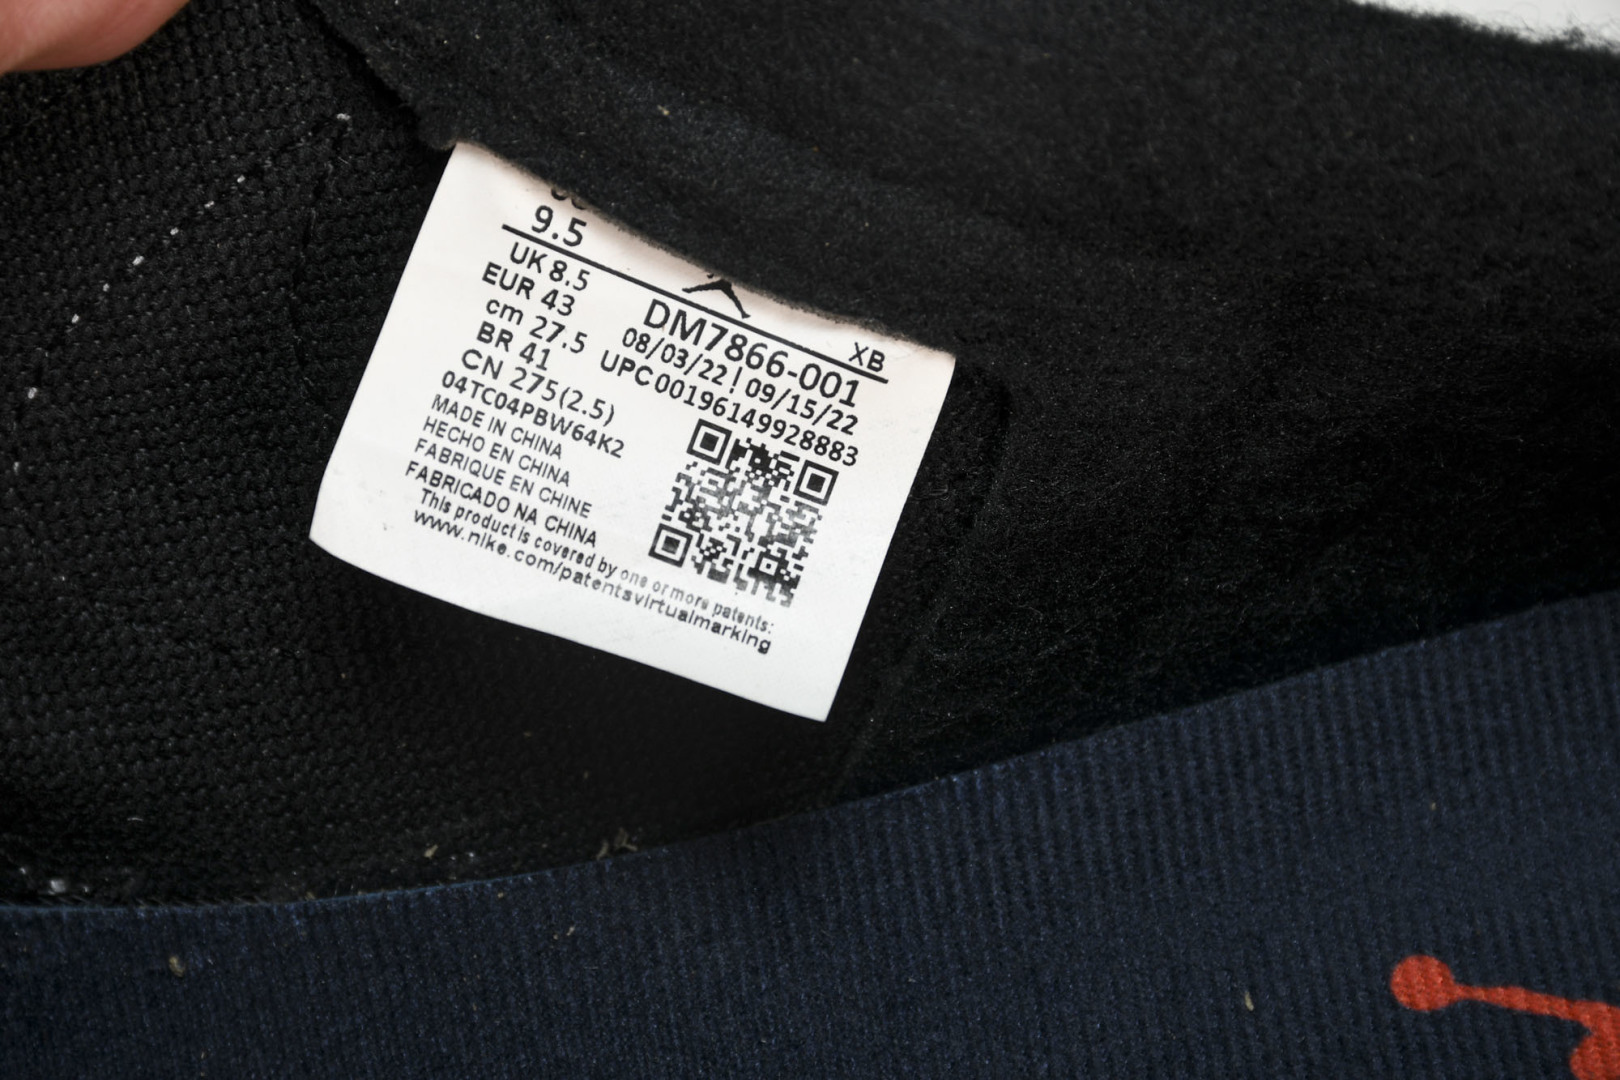 9.5
UK 8.5
EUR 43
cm 27.5
BR 41
CN 275(2.5)
04TC04PBW64K2
MADE IN CHINA
HECHO EN CHINA
FABRIQUE EN CHINE
FABRICADO NA CHINA
This product is covered by one or more patents:
www.nike.com/patentsvirtualmarking
XB
DM7866-001
08/03/22 ! 09/15/22
UPC00196149928883